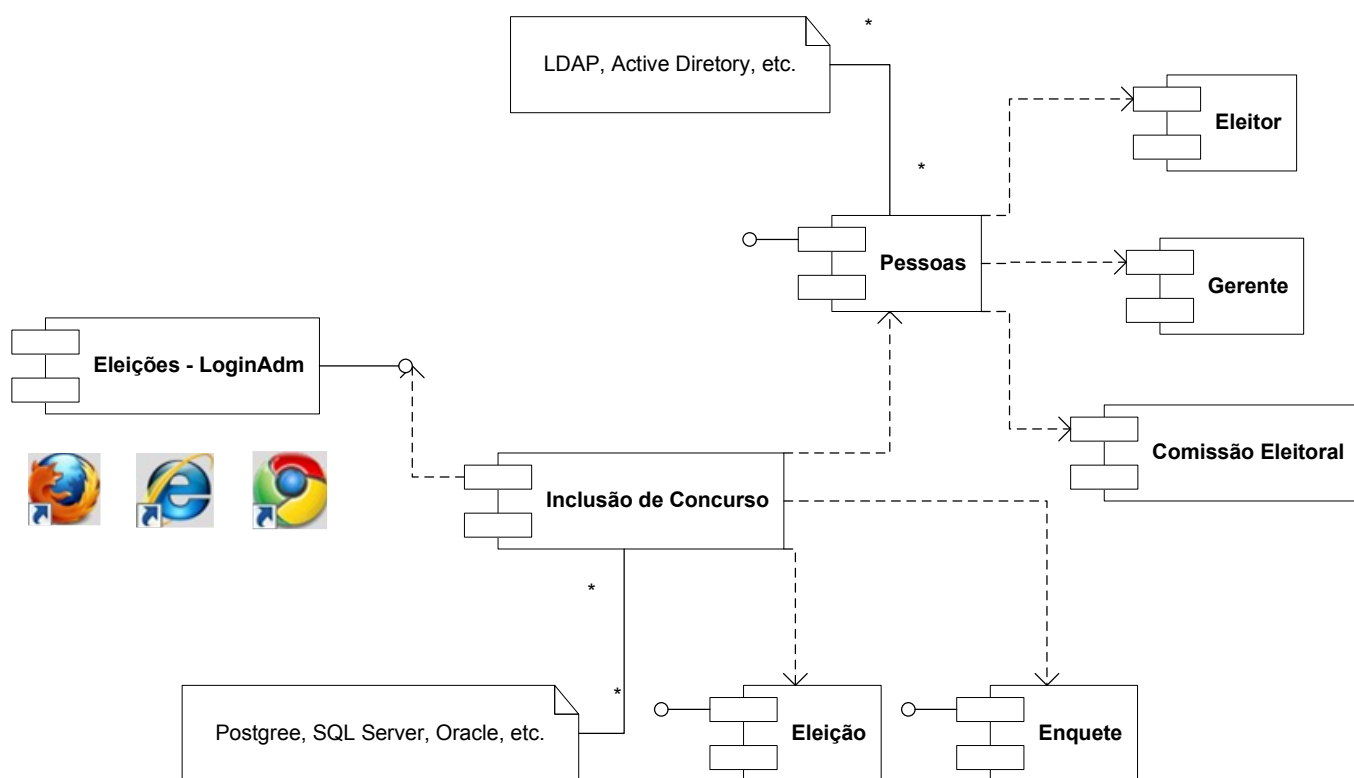 *
LDAP, Active Diretory, etc.
Eleitor
*
Pessoas
Gerente
Eleições - LoginAdm
Comissão Eleitoral
Inclusão de Concurso
*
*
Postgree, SQL Server, Oracle, etc.
Eleição
Enquete